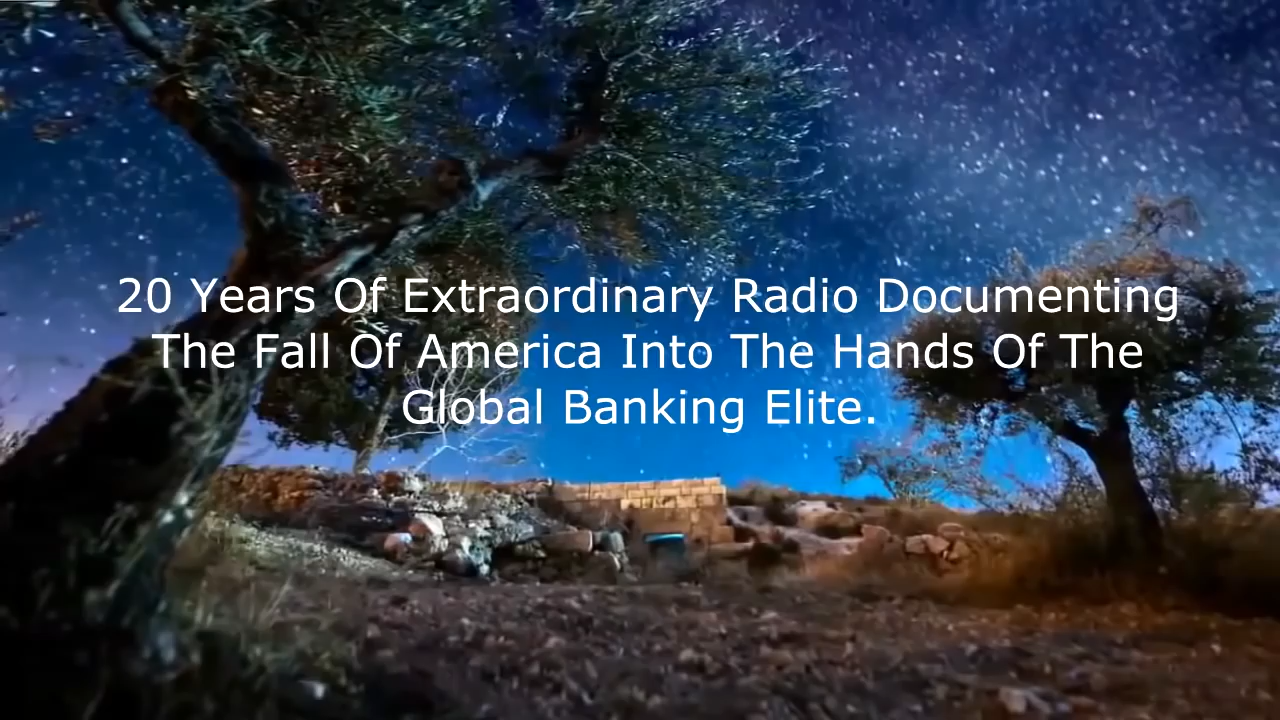 20 Years Of Extraordinary Radio Documenting
The Fall Of America Into The Hands Of The
Global Banking Elite.